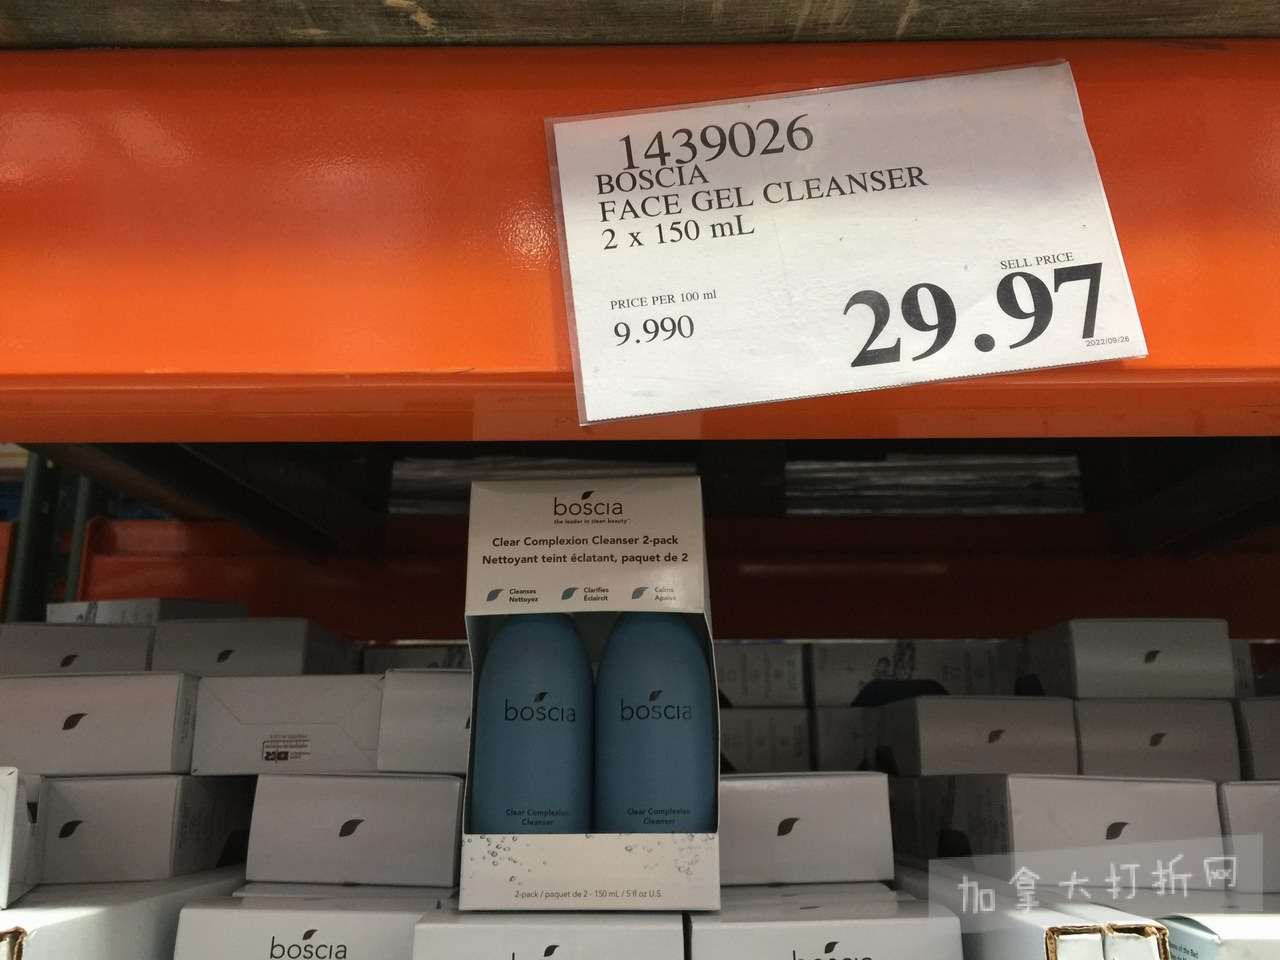 1439026
BOSCIA
FACE GEL CLEANSER
2 x 150 mL
PRICE PER 100 ml
9.990
SELL PRICE
29.97
2022/09/26
boscia
the leader in clean beauty™
Clear Complexion Cleanser 2-pack
Nettoyant teint éclatant, paquet de 2
Cleanses
Nettoyez
Clarifies
Éclaircit
Calms
Apaise
boscia
boscia
Clear Complexion
Cleanser
Clear Complexion
Cleanser
2-pack / paquet de 2 - 150 mL / 5 fl oz U.S.
boscia
加拿大打折网